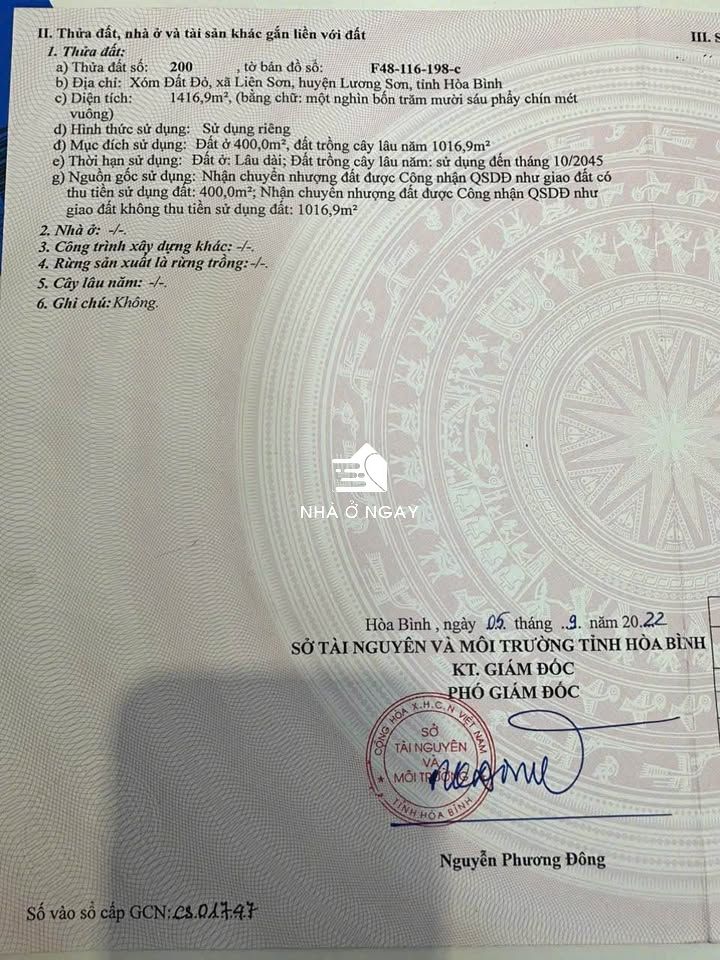 II. Thửa đất, nhà ở và tài sản khác gắn liền với đất
1. Thửa đất:
a) Thửa đất số: 200 , tờ bản đồ số: F48-116-198-c
b) Địa chỉ: Xóm Đất Đỏ, xã Liên Sơn, huyện Lương Sơn, tỉnh Hòa Bình
c) Diện tích: 1416,9m², (bằng chữ: một nghìn bốn trăm mười sáu phẩy chín mét
vuông)
d) Hình thức sử dụng: Sử dụng riêng
đ) Mục đích sử dụng: Đất ở 400,0m², đất trồng cây lâu năm 1016,9m²
e) Thời hạn sử dụng: Đất ở: Lâu dài; Đất trồng cây lâu năm: sử dụng đến tháng 10/2045
g) Nguồn gốc sử dụng: Nhận chuyển nhượng đất được Công nhận QSDĐ như giao đất có
thu tiền sử dụng đất: 400,0m²; Nhận chuyển nhượng đất được Công nhận QSDĐ như
giao đất không thu tiền sử dụng đất: 1016,9m²
2. Nhà ở: -/-.
3. Công trình xây dựng khác: -/-.
4. Rừng sản xuất là rừng trồng:-/-.
5. Cây lâu năm: -/-.
6. Ghi chú: Không.
III. S
NHÀ Ở NGAY
Hòa Bình , ngày 05 tháng ..9. năm 20.22
SỞ TÀI NGUYÊN VÀ MÔI TRƯỜNG TỈNH HÒA BÌNH
KT. GIÁM ĐỐC
PHÓ GIÁM ĐỐC
CỘNG HÒA X.H.C.N VIỆT NAM
SỞ
TÀI NGUYÊN
VÀ
MÔI TRƯỜNG
TỈNH HÒA BÌNH
Nguyễn Phương Đông
Số vào sổ cấp GCN: CS.01747